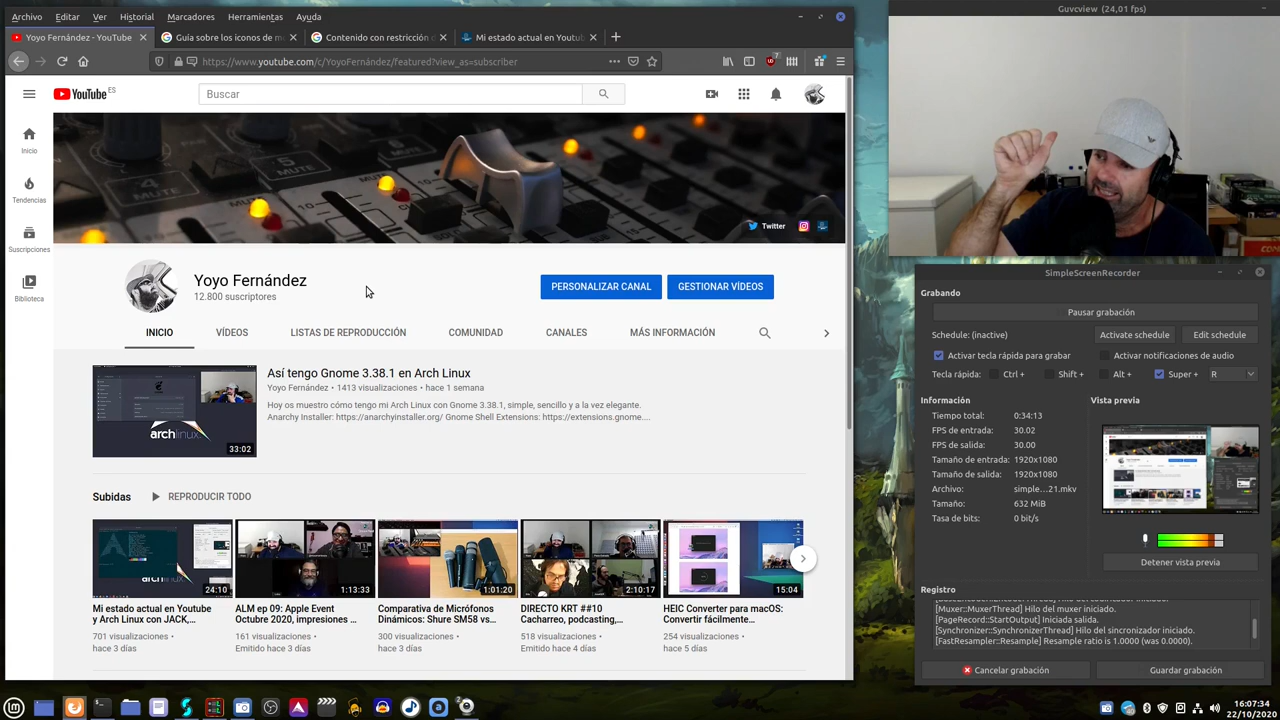 Archivo Editar Ver Historial Marcadores Herramientas Ayuda
Yoyo Fernández - YouTube
Guía sobre los iconos de m
Contenido con restricción d
Mi estado actual en Youtub
https://www.youtube.com/c/YoyoFernández/featured?view_as=subscriber
YouTube ES
Buscar
Inicio
Tendencias
Suscripciones
Biblioteca
MUTE
MUTE
Twitter
Yoyo Fernández
12.800 suscriptores
PERSONALIZAR CANAL
GESTIONAR VÍDEOS
INICIO VÍDEOS LISTAS DE REPRODUCCIÓN COMUNIDAD CANALES MÁS INFORMACIÓN
archlinux
33:02
Así tengo Gnome 3.38.1 en Arch Linux
Yoyo Fernández • 1413 visualizaciones • hace 1 semana
Hoy os muestro cómo tengo mi Arch Linux con Gnome 3.38.1, simple, sencillo y a la vez elegante.
Anarchy Installer: https://anarchyinstaller.org/ Gnome Shell Extensions: https://extensions.gnome....
Subidas REPRODUCIR TODO
archlinux
24:10
1:13:33
1:01:20
2:10:17
15:04
Mi estado actual en Youtube
y Arch Linux con JACK,...
701 visualizaciones •
hace 3 días
ALM ep 09: Apple Event
Octubre 2020, impresiones ...
161 visualizaciones •
Emitido hace 3 días
Comparativa de Micrófonos
Dinámicos: Shure SM58 vs...
300 visualizaciones •
hace 3 días
DIRECTO KRT ##10
Cacharreo, podcasting,...
518 visualizaciones •
Emitido hace 4 días
HEIC Converter para macOS:
Convertir fácilmente...
254 visualizaciones •
hace 5 días
Guvcview (24,01 fps)
SimpleScreenRecorder
Grabando
Pausar grabación
Schedule: (inactive) Activate schedule Edit schedule
Activar tecla rápida para grabar Activar notificaciones de audio
Tecla rápida: Ctrl + Shift + Alt + Super + R
Información
Tiempo total: 0:34:13
FPS de entrada: 30.02
FPS de salida: 30.00
Tamaño de entrada: 1920x1080
Tamaño de salida: 1920x1080
Archivo: simple...21.mkv
Tamaño: 632 MiB
Tasa de bits: 0 bit/s
Vista previa
Detener vista previa
Registro
[Muxer::MuxerThread] Hilo del muxer iniciado.
[PageRecord::StartOutput] Iniciada salida.
[Synchronizer::SynchronizerThread] Hilo del sincronizador iniciado.
[FastResampler::Resample] Resample ratio is 1.0000 (was 0.0000).
Cancelar grabación
Guardar grabación
16:07:34
22/10/2020